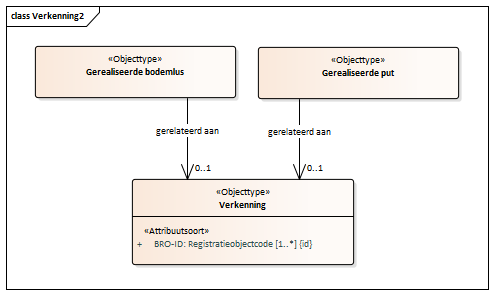 class Verkenning2
«Objecttype»
Gerealiseerde bodemlus
«Objecttype»
Gerealiseerde put
gerelateerd aan
gerelateerd aan
0..1
0..1
«Objecttype»
Verkenning
«Attribuutsoort»
+ BRO-ID: Registratieobjectcode [1..*] {id}